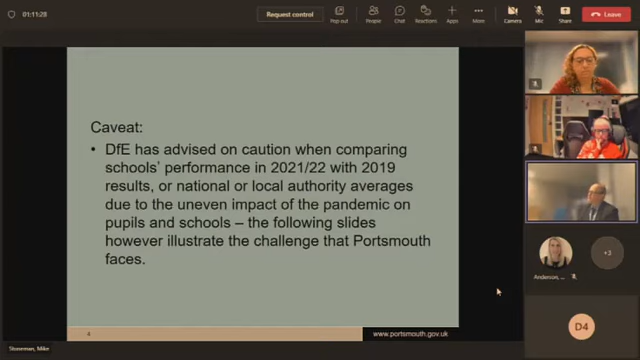 01:11:28
Request control
Pop out
People
Chat
Reactions
Apps
More
Camera
Mic
Share
Leave
Caveat:
• DfE has advised on caution when comparing
schools' performance in 2021/22 with 2019
results, or national or local authority averages
due to the uneven impact of the pandemic on
pupils and schools – the following slides
however illustrate the challenge that Portsmouth
faces.
Anderson, ...
+3
D4
4
www.portsmouth.gov.uk
Stoneman, Mike